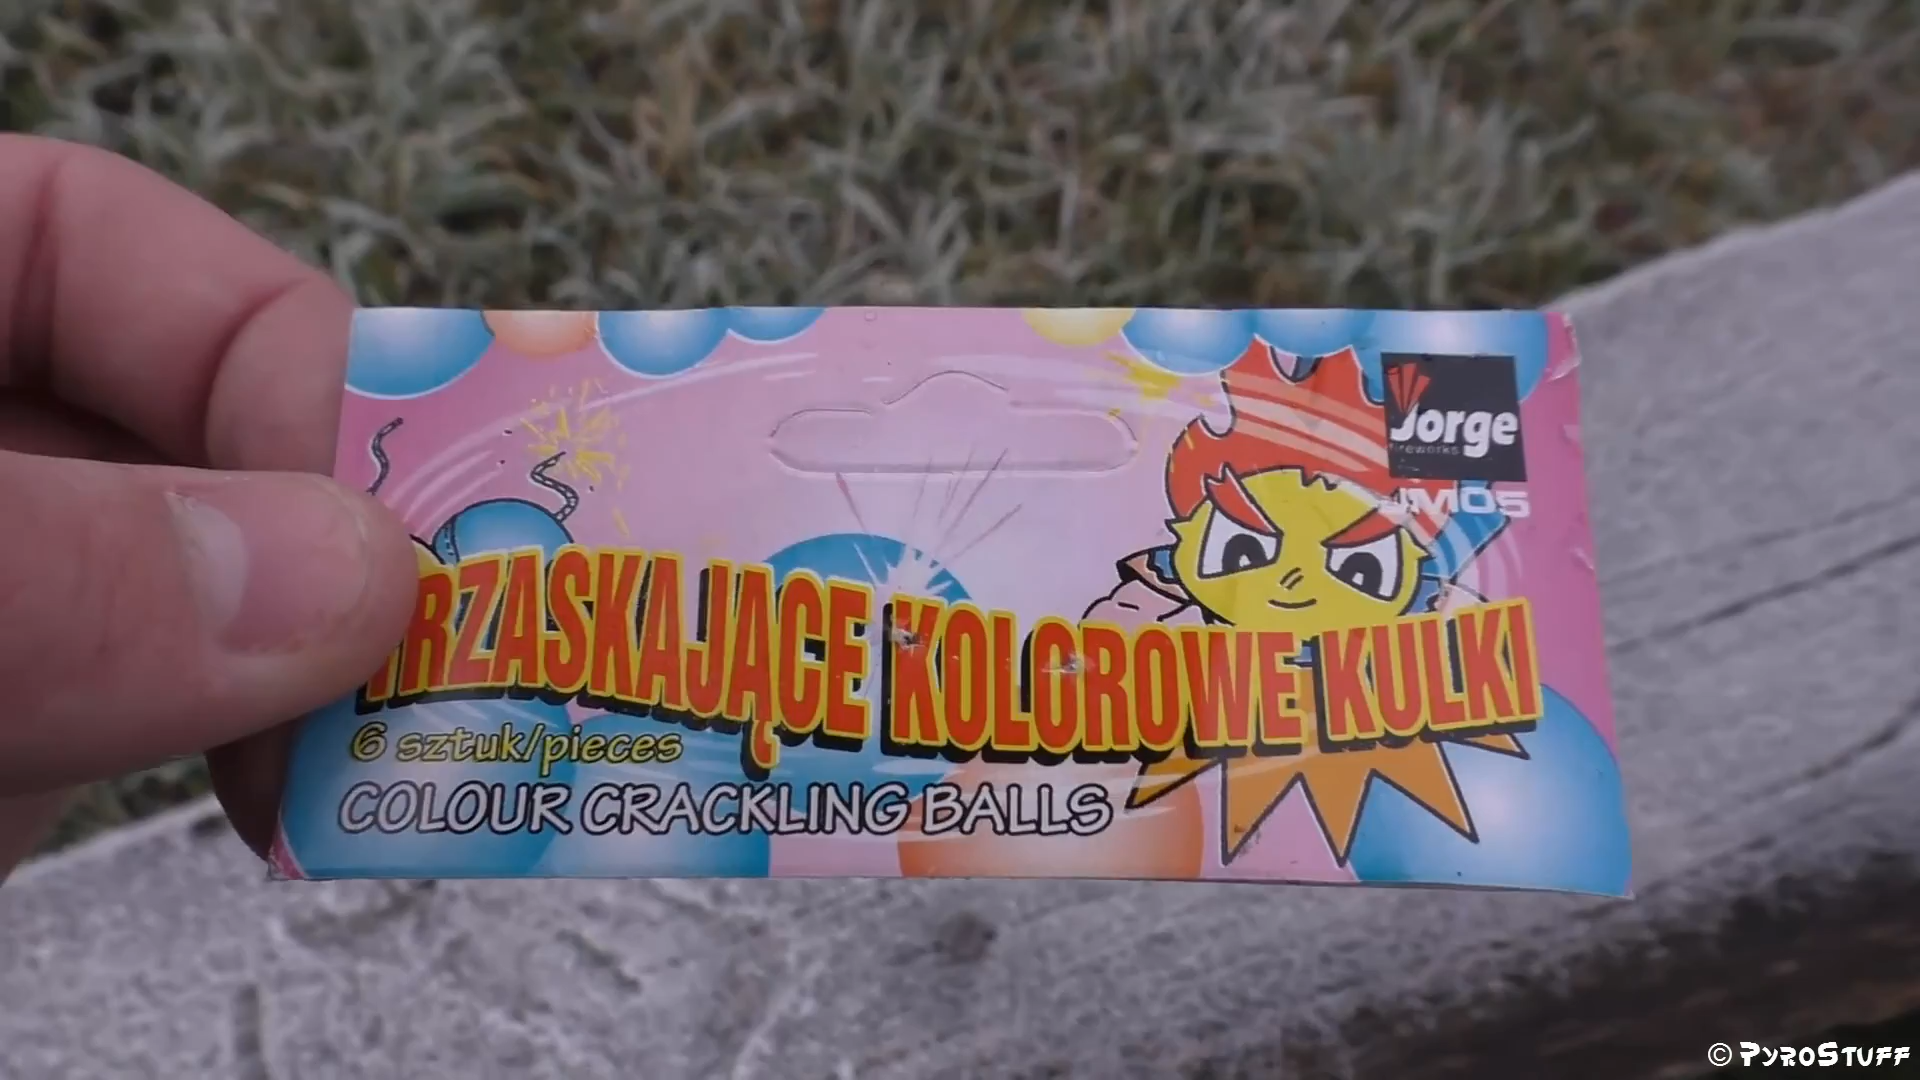 Jorge
fireworks
JM05
TRZASKAJĄCE KOLOROWE KULKI
6 sztuk/pieces
COLOUR CRACKLING BALLS
© PYROSTUFF